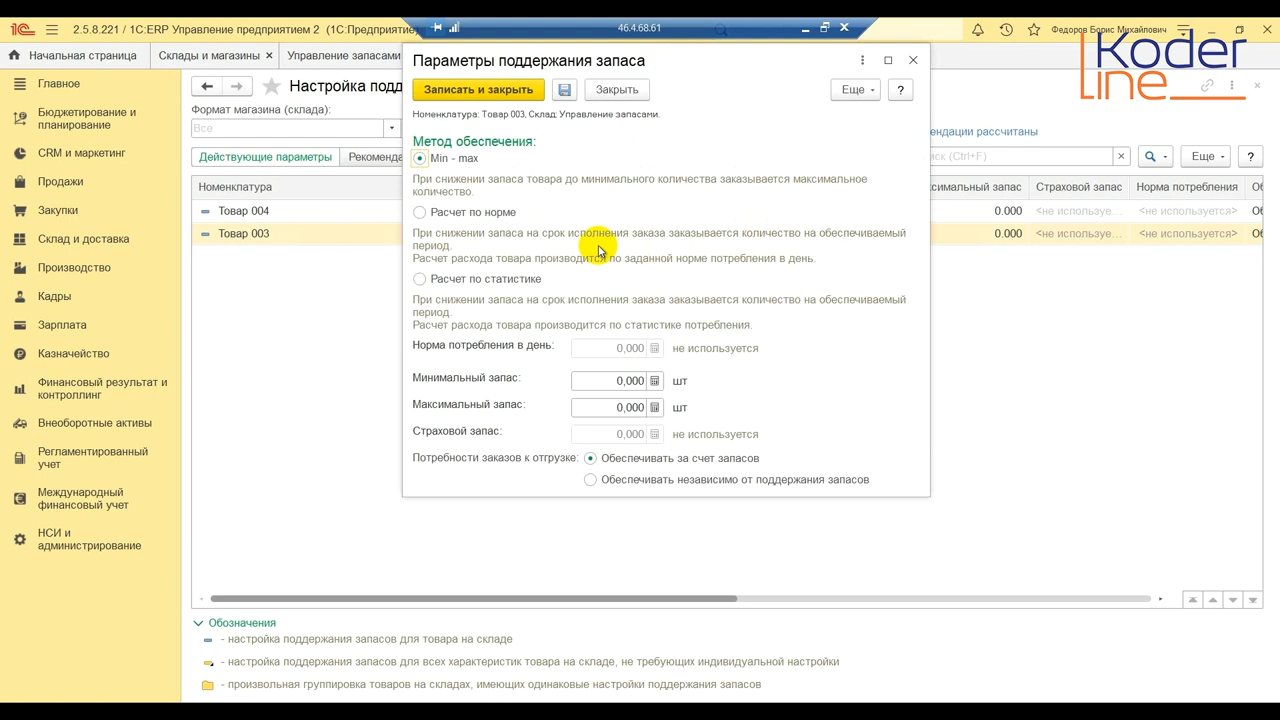 2.5.8.221 / 1С:ERP Управление предприятием 2 (1С:Предприятие
46.4.68.61
Федоров Борис Михайлович
Koder
line
Начальная страница
Склады и магазины ×
Управление запасами
Главное
Бюджетирование и
планирование
CRM и маркетинг
Продажи
Закупки
Склад и доставка
Производство
Кадры
Зарплата
Казначейство
Финансовый результат и
контроллинг
Внеоборотные активы
Регламентированный
учет
Международный
финансовый учет
НСИ и
администрирование
Настройка подд
Формат магазина (склада):
Все
ендации рассчитаны
Действующие параметры
Рекоменда
иск (Ctrl+F)
Еще
?
Номенклатура
ксимальный запас
Страховой запас
Норма потребления
Об
Товар 004
0.000
<не используе...
<не используе...
Об
Товар 003
0.000
<не используе...
<не используе...
Об
Параметры поддержания запаса
Записать и закрыть
Закрыть
Еще
?
Номенклатура: Товар 003, Склад: Управление запасами.
Метод обеспечения:
Min - max
При снижении запаса товара до минимального количества заказывается максимальное
количество.
Расчет по норме
При снижении запаса на срок исполнения заказа заказывается количество на обеспечиваемый
период.
Расчет расхода товара производится по заданной норме потребления в день.
Расчет по статистике
При снижении запаса на срок исполнения заказа заказывается количество на обеспечиваемый
период.
Расчет расхода товара производится по статистике потребления.
Норма потребления в день: 0,000 не используется
Минимальный запас: 0,000 шт
Максимальный запас: 0,000 шт
Страховой запас: 0,000 не используется
Потребности заказов к отгрузке: Обеспечивать за счет запасов
Обеспечивать независимо от поддержания запасов
Обозначения
- настройка поддержания запасов для товара на складе
- настройка поддержания запасов для всех характеристик товара на складе, не требующих индивидуальной настройки
- произвольная группировка товаров на складах, имеющих одинаковые настройки поддержания запасов